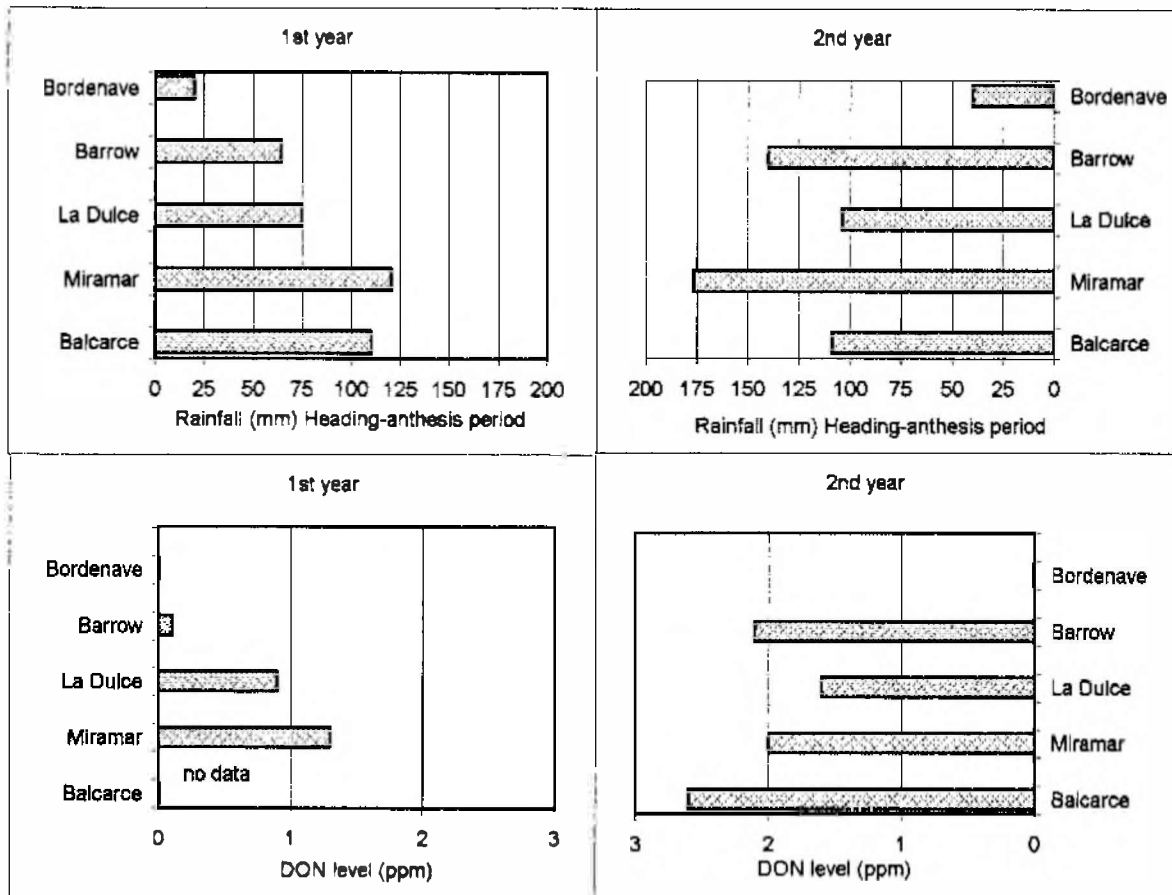 1st year
Bordenave
Barrow
La Dulce
Miramar
Balcarce
0 25 50 75 100 125 150 175 200
Rainfall (mm) Heading-anthesis period
2nd year
Bordenave
Barrow
La Dulce
Miramar
Balcarce
200 175 150 125 100 75 50 25 0
Rainfall (mm) Heading-anthesis period
1st year
Bordenave
Barrow
La Dulce
Miramar
no data
Balcarce
0 1 2 3
DON level (ppm)
2nd year
Bordenave
Barrow
La Dulce
Miramar
Balcarce
3 2 1 0
DON level (ppm)